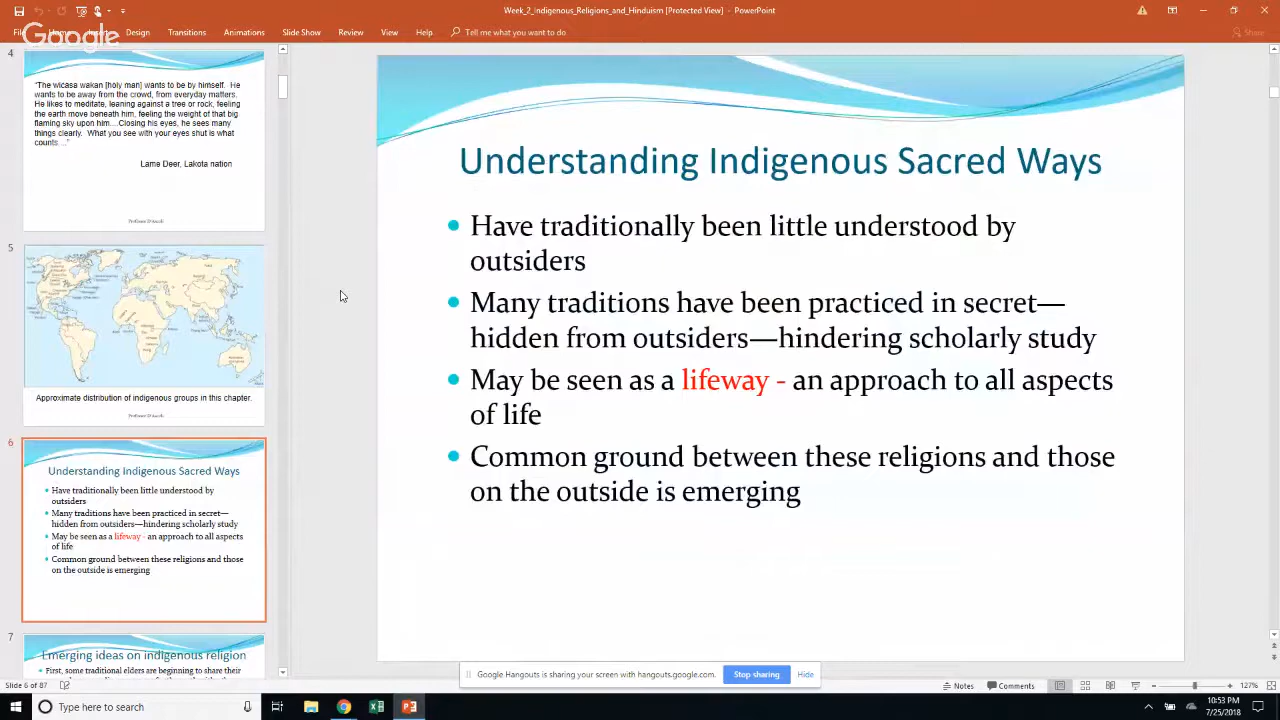 Week_2_Indigenous_Religions_and_Hinduism [Protected View] - PowerPoint
Google
Design Transitions Animations Slide Show Review View Help Tell me what you want to do Share
4
"The wicasa wakan [holy man] wants to be by himself. He
wants to be away from the crowd, from everyday matters.
He likes to meditate, leaning against a tree or rock, feeling
the earth move beneath him, feeling the weight of that big
flaming sky upon him....Closing his eyes, he sees many
things clearly. What you see with your eyes shut is what
counts ..."
Lame Deer, Lakota nation
5
Approximate distribution of indigenous groups in this chapter.
6
Understanding Indigenous Sacred Ways
Have traditionally been little understood by
outsiders
Many traditions have been practiced in secret—
hidden from outsiders—hindering scholarly study
May be seen as a lifeway - an approach to all aspects
of life
Common ground between these religions and those
on the outside is emerging
7
Emerging ideas on indigenous religion
First, some traditional elders are beginning to share their
Understanding Indigenous Sacred Ways
• Have traditionally been little understood by
outsiders
• Many traditions have been practiced in secret—
hidden from outsiders—hindering scholarly study
• May be seen as a lifeway - an approach to all aspects
of life
• Common ground between these religions and those
on the outside is emerging
Google Hangouts is sharing your screen with hangouts.google.com. Stop sharing Hide
Slide 6 of 87
Notes Comments 127%
Type here to search
10:53 PM
7/25/2018